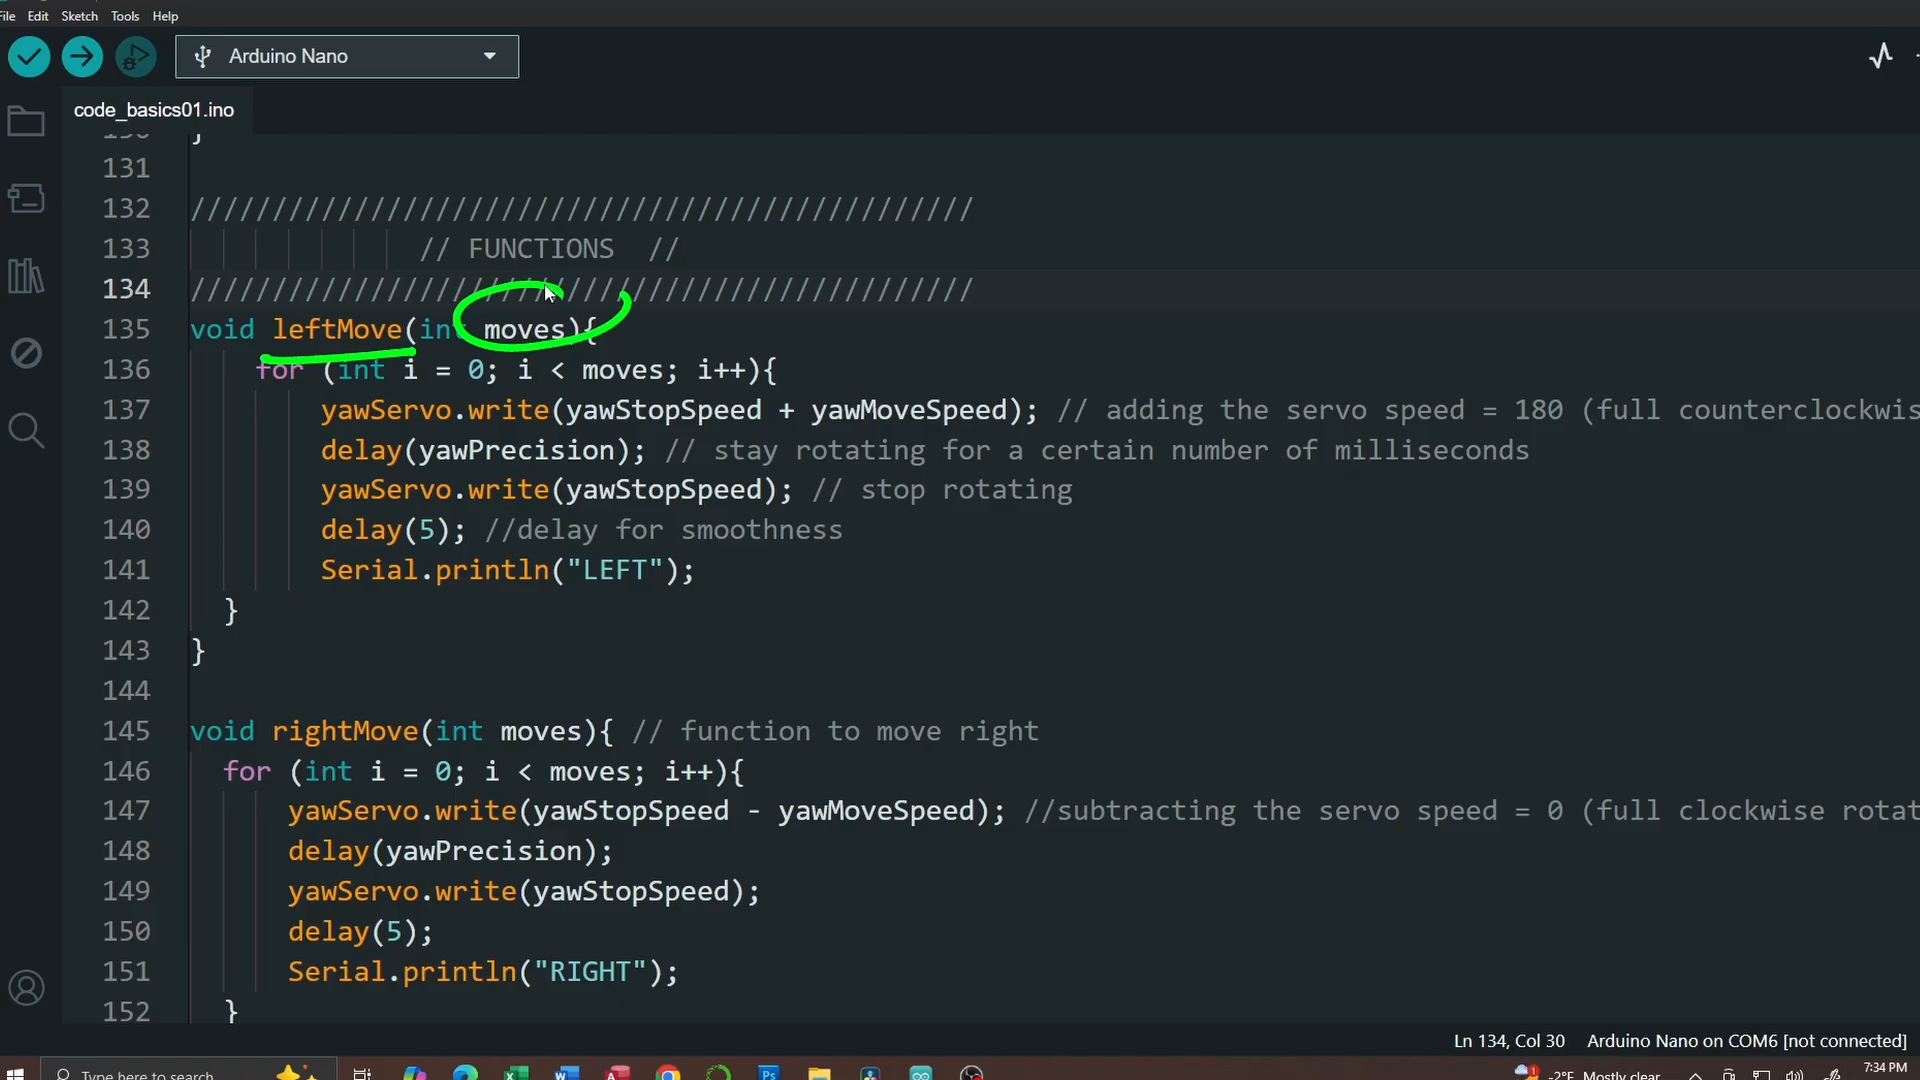 File Edit Sketch Tools Help
Arduino Nano
code_basics01.ino
130 }
131
132 ////////////////////////////////////////////////
133 // FUNCTIONS //
134 ////////////////////////////////////////////////
135 void leftMove(int moves){
136 for (int i = 0; i < moves; i++){
137 yawServo.write(yawStopSpeed + yawMoveSpeed); // adding the servo speed = 180 (full counterclockwis
138 delay(yawPrecision); // stay rotating for a certain number of milliseconds
139 yawServo.write(yawStopSpeed); // stop rotating
140 delay(5); //delay for smoothness
141 Serial.println("LEFT");
142 }
143 }
144
145 void rightMove(int moves){ // function to move right
146 for (int i = 0; i < moves; i++){
147 yawServo.write(yawStopSpeed - yawMoveSpeed); //subtracting the servo speed = 0 (full clockwise rotat
148 delay(yawPrecision);
149 yawServo.write(yawStopSpeed);
150 delay(5);
151 Serial.println("RIGHT");
152 }
Ln 134, Col 30 Arduino Nano on COM6 [not connected]
Type here to search
-2°F Mostly clear
7:34 PM